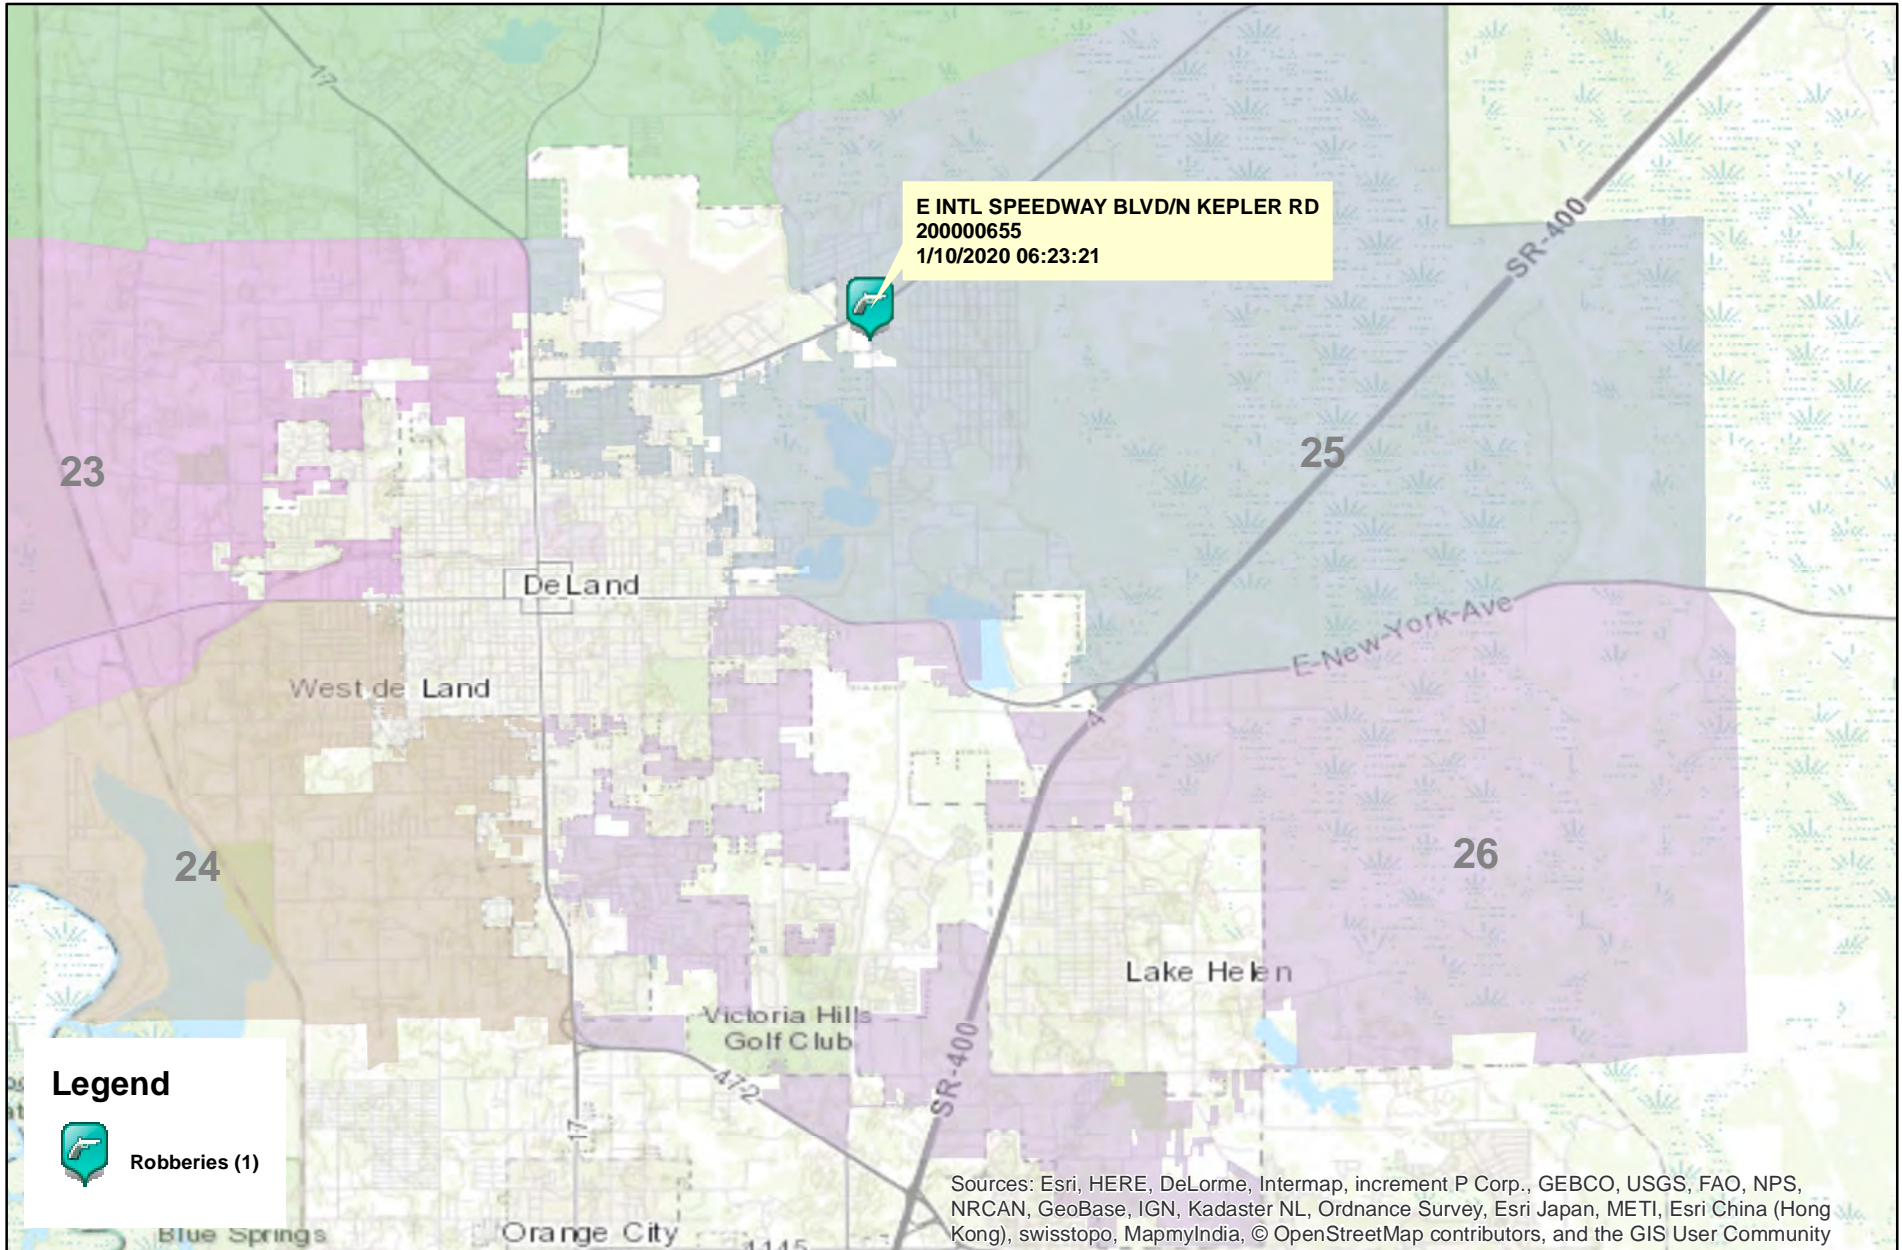 17
E INTL SPEEDWAY BLVD/N KEPLER RD
200000655
1/10/2020 06:23:21
SR-400
23
25
DeLand
E-New-York-Ave
West de Land
4
24
26
Lake Helen
Victoria Hills
Golf Club
SR-400
472
17
Legend
Robberies (1)
Sources: Esri, HERE, DeLorme, Intermap, increment P Corp., GEBCO, USGS, FAO, NPS,
NRCAN, GeoBase, IGN, Kadaster NL, Ordnance Survey, Esri Japan, METI, Esri China (Hong
Kong), swisstopo, MapmyIndia, © OpenStreetMap contributors, and the GIS User Community
Blue Springs
Orange City
4145